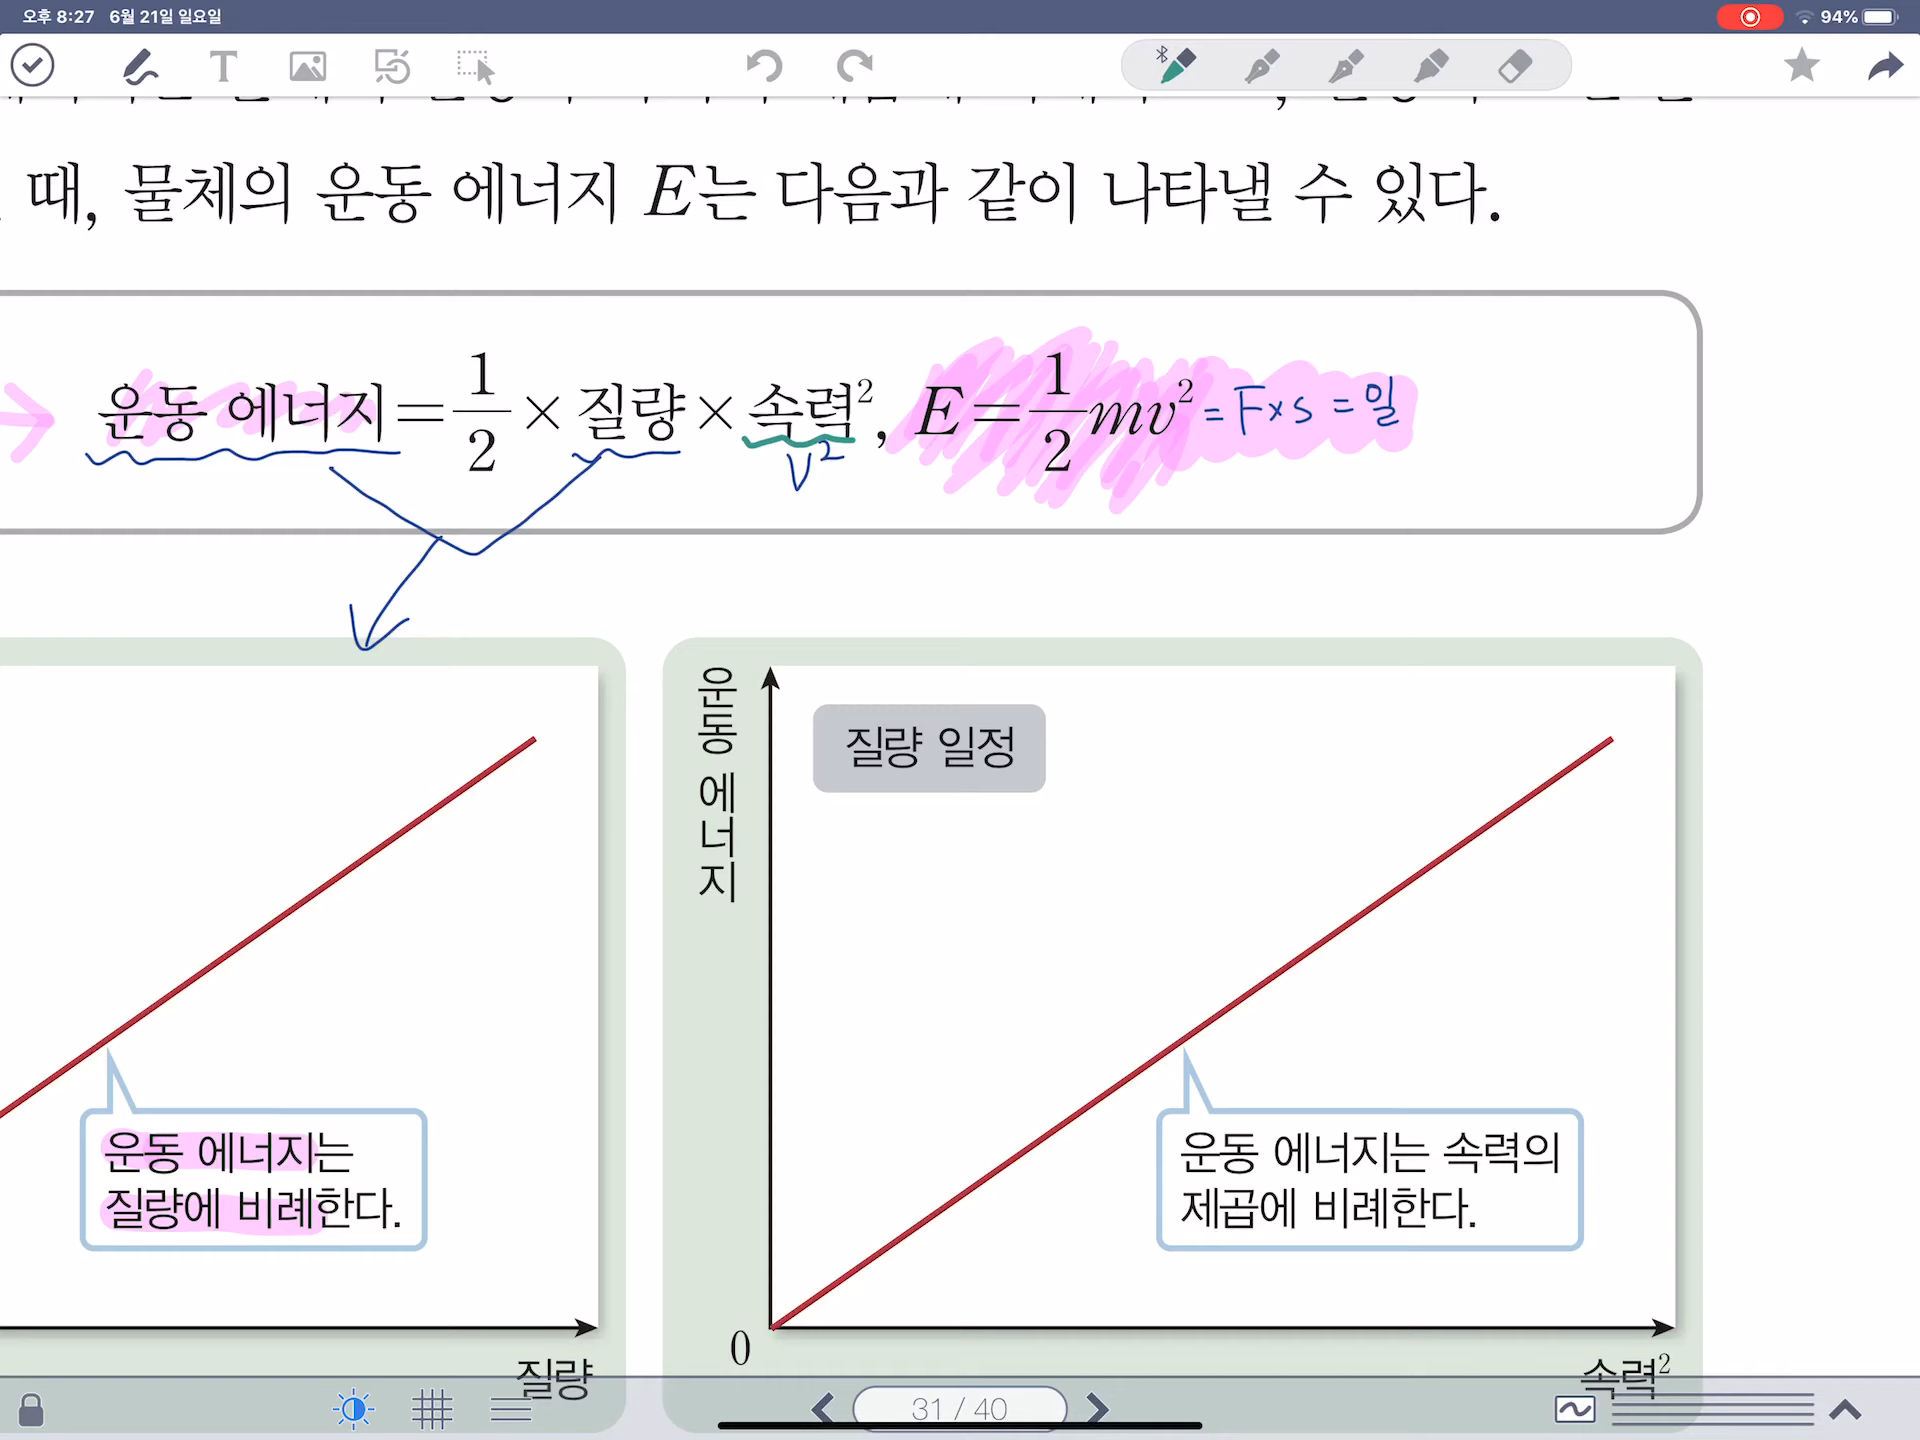 오후 8:27 6월 21일 일요일
94%
때, 물체의 운동 에너지 E는 다음과 같이 나타낼 수 있다.
운동 에너지=1/2×질량×속력², E=1/2mv² = F×s = 일
v²
운동 에너지
질량 일정
운동 에너지는
질량에 비례한다.
운동 에너지는 속력의
제곱에 비례한다.
0
질량
속력²
31 / 40